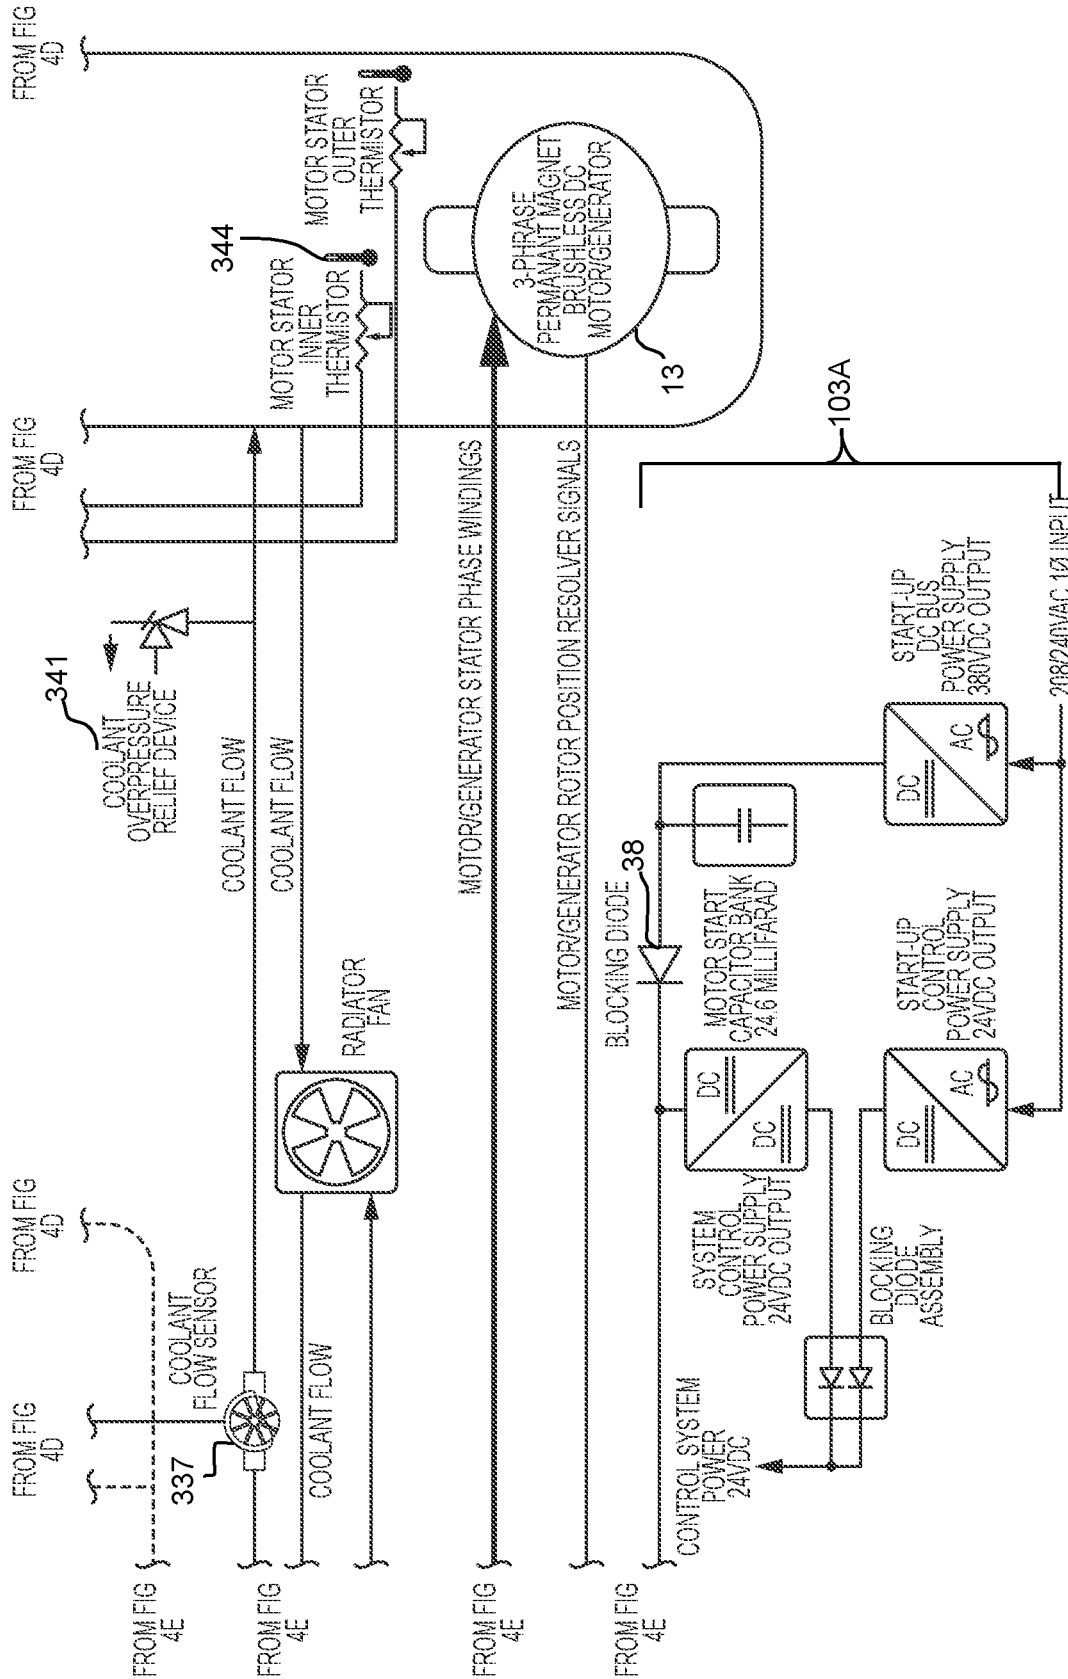 FROM FIG
4D
FROM FIG
4D
FROM FIG
4D
FROM FIG
4D
341
COOLANT
OVERPRESSURE
RELIEF DEVICE
344
MOTOR STATOR
INNER
THERMISTOR
MOTOR STATOR
OUTER
THERMISTOR
FROM FIG
4E
COOLANT
FLOW SENSOR
337
COOLANT FLOW
COOLANT FLOW
COOLANT FLOW
FROM FIG
4E
RADIATOR
FAN
3-PHRASE
PERMANANT MAGNET
BRUSHLESS DC
MOTOR/GENERATOR
13
MOTOR/GENERATOR STATOR PHASE WINDINGS
FROM FIG
4E
MOTOR/GENERATOR ROTOR POSITION RESOLVER SIGNALS
FROM FIG
4E
BLOCKING DIODE
38
103A
CONTROL SYSTEM
POWER
24VDC
SYSTEM
CONTROL
POWER SUPPLY
24VDC OUTPUT
DC
DC
MOTOR START
CAPACITOR BANK
24.6 MILLIFARAD
BLOCKING
DIODE
ASSEMBLY
DC
AC
START-UP
CONTROL
POWER SUPPLY
24VDC OUTPUT
DC
AC
START-UP
DC BUS
POWER SUPPLY
380VDC OUTPUT
208/240VAC 1Ø INPUT